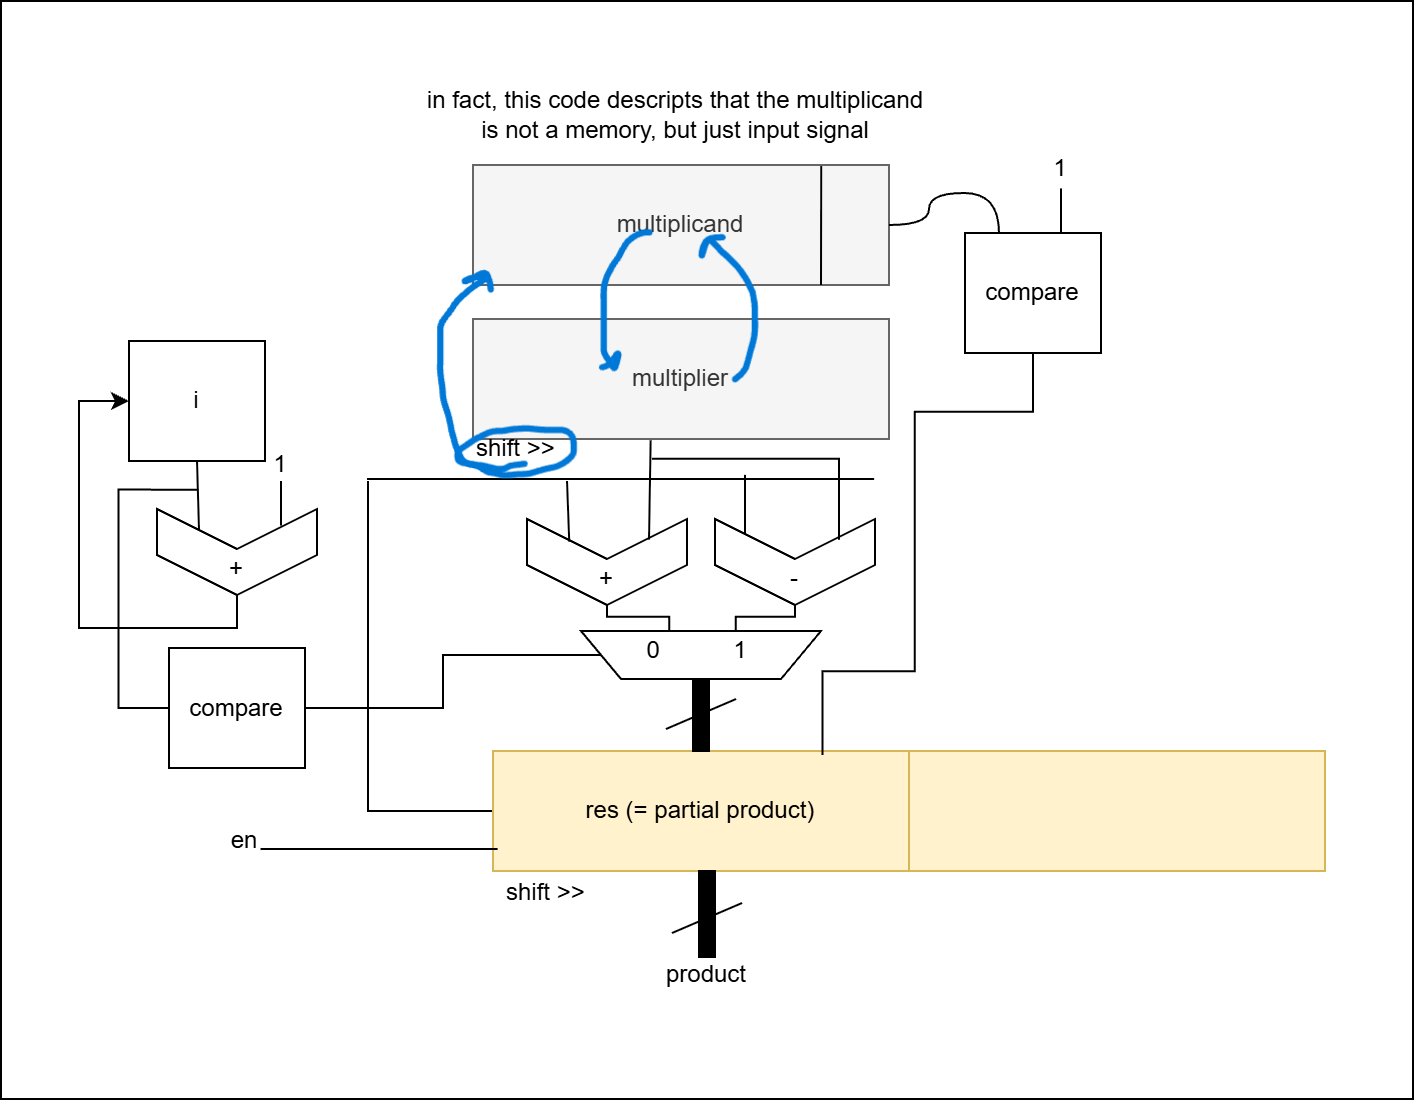 in fact, this code descripts that the multiplicand
is not a memory, but just input signal
1
multiplicand
compare
multiplier
i
shift >>
1
+
+
-
0
1
compare
res (= partial product)
en
shift >>
product